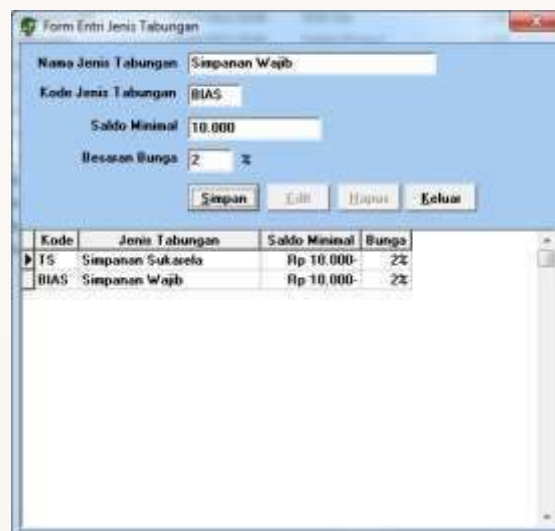 Form Entri Jenis Tabungan
Nama Jenis Tabungan Simpanan Wajib
Kode Jenis Tabungan BIAS
Saldo Minimal 10.000
Besaran Bunga 2 %
Simpan Edit Hapus Keluar
Kode Jenis Tabungan Saldo Minimal Bunga
TS Simpanan Sukarela Rp 10.000- 2%
BIAS Simpanan Wajib Rp 10.000- 2%